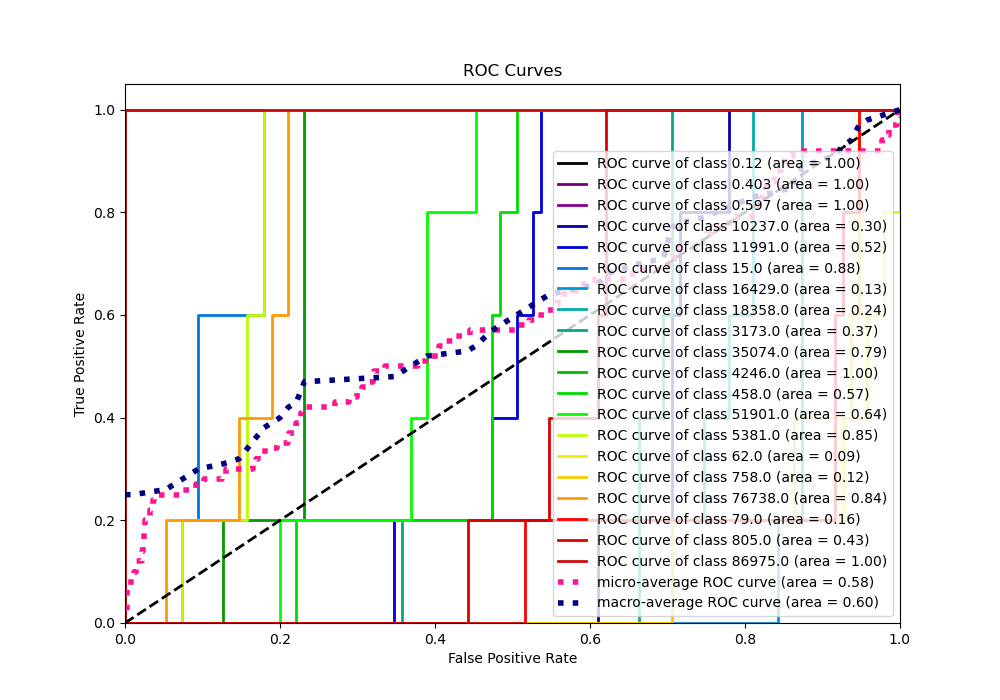 ROC Curves
1.0
0.8
0.6
0.4
0.2
0.0
True Positive Rate
ROC curve of class 0.12 (area = 1.00)
ROC curve of class 0.403 (area = 1.00)
ROC curve of class 0.597 (area = 1.00)
ROC curve of class 10237.0 (area = 0.30)
ROC curve of class 11991.0 (area = 0.52)
ROC curve of class 15.0 (area = 0.88)
ROC curve of class 16429.0 (area = 0.13)
ROC curve of class 18358.0 (area = 0.24)
ROC curve of class 3173.0 (area = 0.37)
ROC curve of class 35074.0 (area = 0.79)
ROC curve of class 4246.0 (area = 1.00)
ROC curve of class 458.0 (area = 0.57)
ROC curve of class 51901.0 (area = 0.64)
ROC curve of class 5381.0 (area = 0.85)
ROC curve of class 62.0 (area = 0.09)
ROC curve of class 758.0 (area = 0.12)
ROC curve of class 76738.0 (area = 0.84)
ROC curve of class 79.0 (area = 0.16)
ROC curve of class 805.0 (area = 0.43)
ROC curve of class 86975.0 (area = 1.00)
micro-average ROC curve (area = 0.58)
macro-average ROC curve (area = 0.60)
0.0 0.2 0.4 0.6 0.8 1.0
False Positive Rate